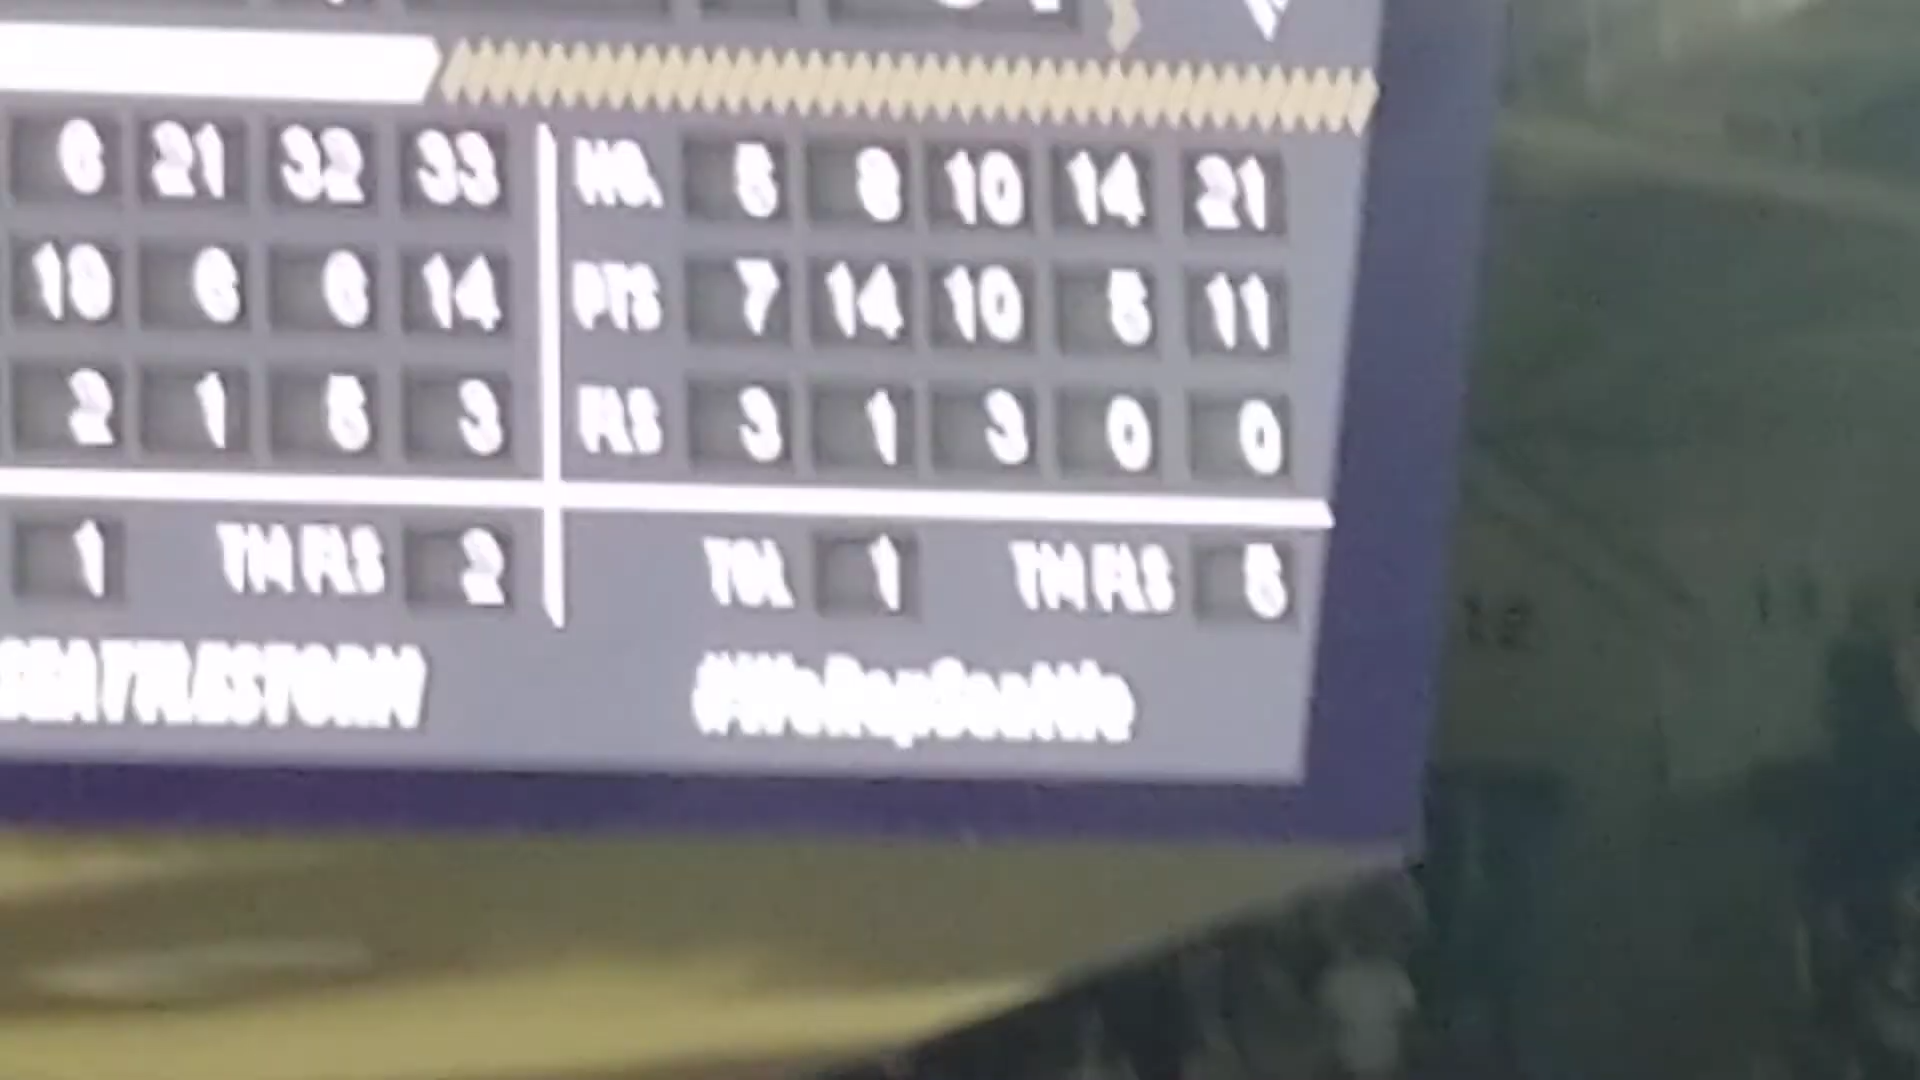 6 21 32 33 NO. 5 8 10 14 21
10 6 6 14 PTS 7 14 10 5 11
2 1 5 3 FLS 3 1 3 0 0
1 TM FLS 2 TOL 1 TM FLS 5
SEATTLESTORM #WeRepSeattle